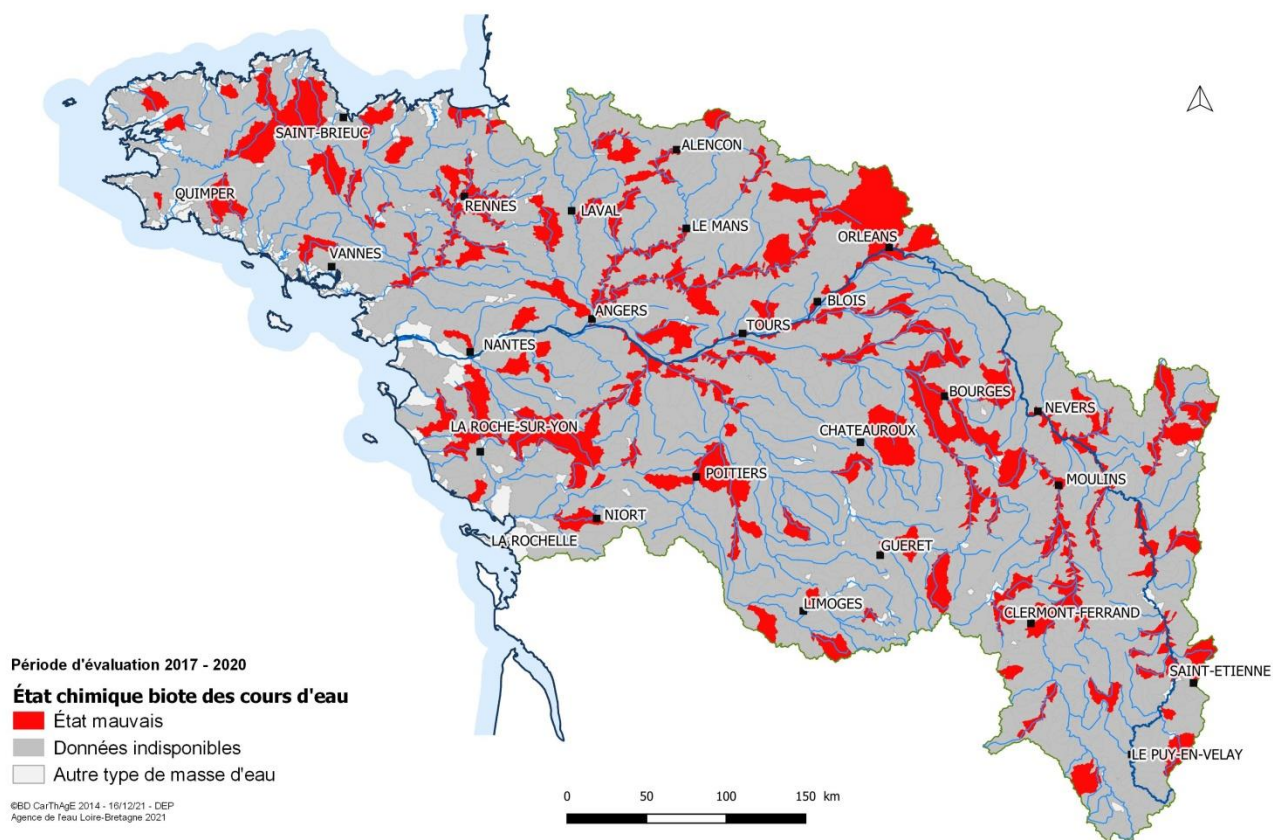 SAINT-BRIEUC
ALENCON
QUIMPER
RENNES
LAVAL
LE MANS
ORLEANS
VANNES
ANGERS
BLOIS
TOURS
NANTES
BOURGES
NEVERS
LA ROCHE-SUR-YON
CHATEAUROUX
POITIERS
MOULINS
NIORT
LA ROCHELLE
GUERET
LIMOGES
CLERMONT-FERRAND
SAINT-ETIENNE
LE PUY-EN-VELAY
Période d'évaluation 2017 - 2020
État chimique biote des cours d'eau
État mauvais
Données indisponibles
Autre type de masse d'eau
©BD CarThAgE 2014 - 16/12/21 - DEP
Agence de l'eau Loire-Bretagne 2021
0 50 100 150 km